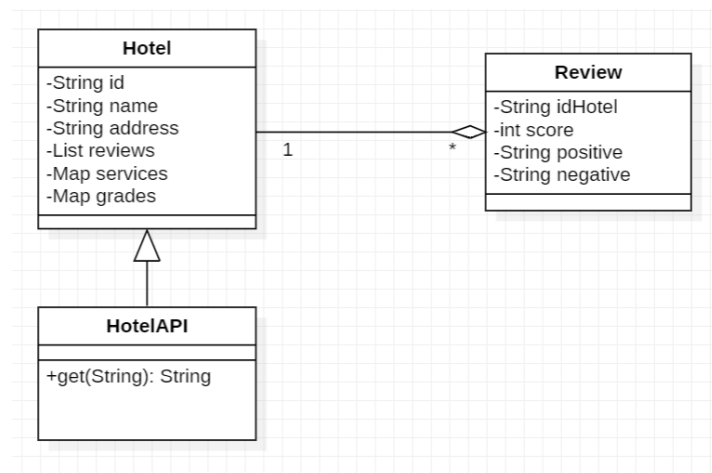 Hotel
-String id
-String name
-String address
-List reviews
-Map services
-Map grades
1
*
Review
-String idHotel
-int score
-String positive
-String negative
HotelAPI
+get(String): String